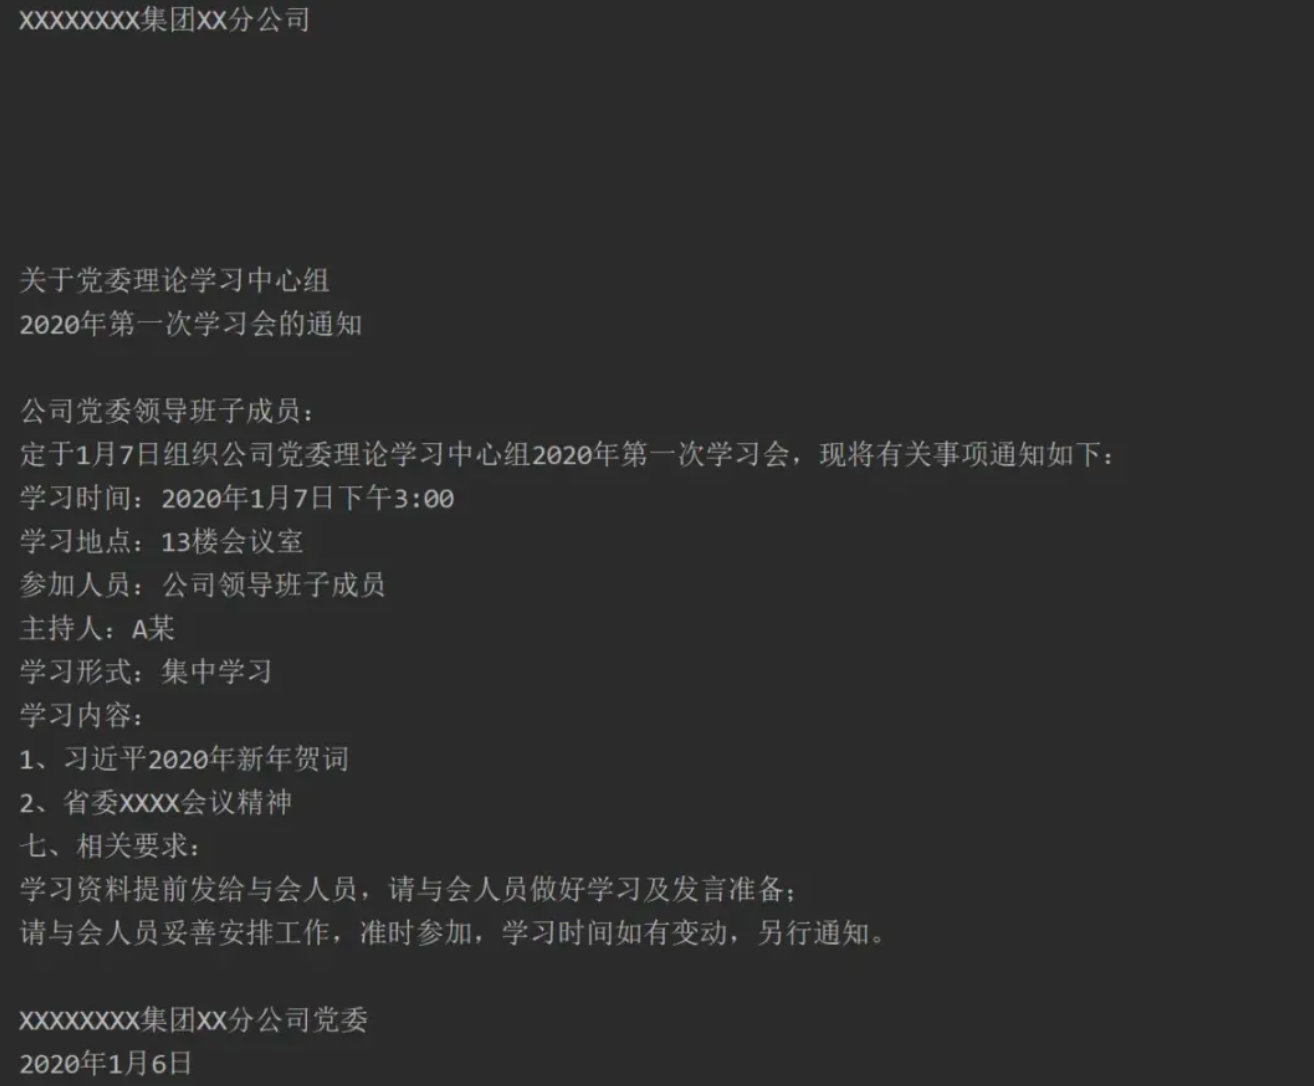 XXXXXXXX集团XX分公司
关于党委理论学习中心组
2020年第一次学习会的通知
公司党委领导班子成员：
定于1月7日组织公司党委理论学习中心组2020年第一次学习会，现将有关事项通知如下：
学习时间：2020年1月7日下午3:00
学习地点：13楼会议室
参加人员：公司领导班子成员
主持人：A某
学习形式：集中学习
学习内容：
1、习近平2020年新年贺词
2、省委XXXX会议精神
七、相关要求：
学习资料提前发给与会人员，请与会人员做好学习及发言准备；
请与会人员妥善安排工作，准时参加，学习时间如有变动，另行通知。
XXXXXXXX集团XX分公司党委
2020年1月6日